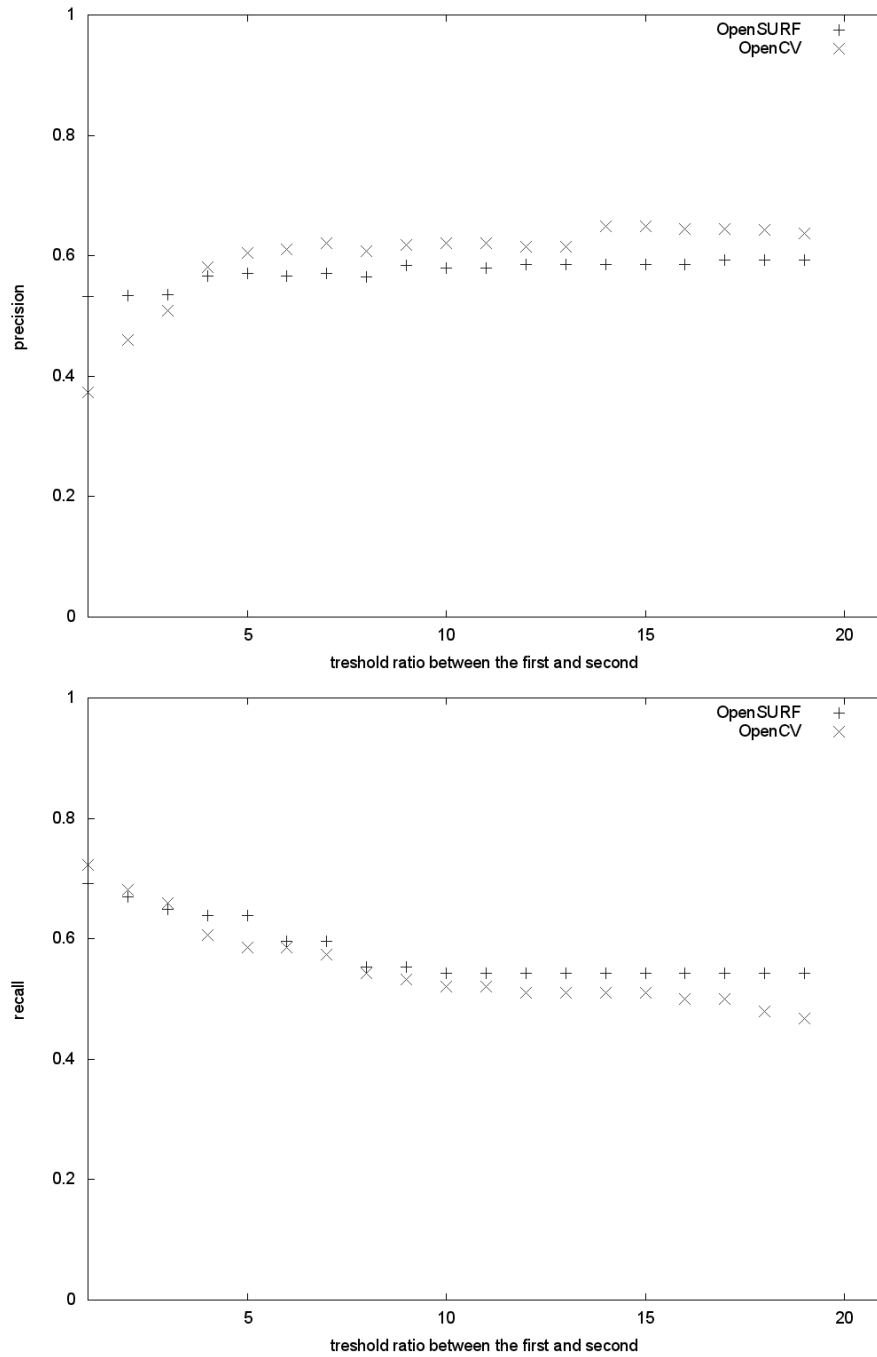 1
OpenSURF
OpenCV
0.8
0.6
precision
0.4
0.2
0
5 10 15 20
treshold ratio between the first and second
1
OpenSURF
OpenCV
0.8
0.6
recall
0.4
0.2
0
5 10 15 20
treshold ratio between the first and second